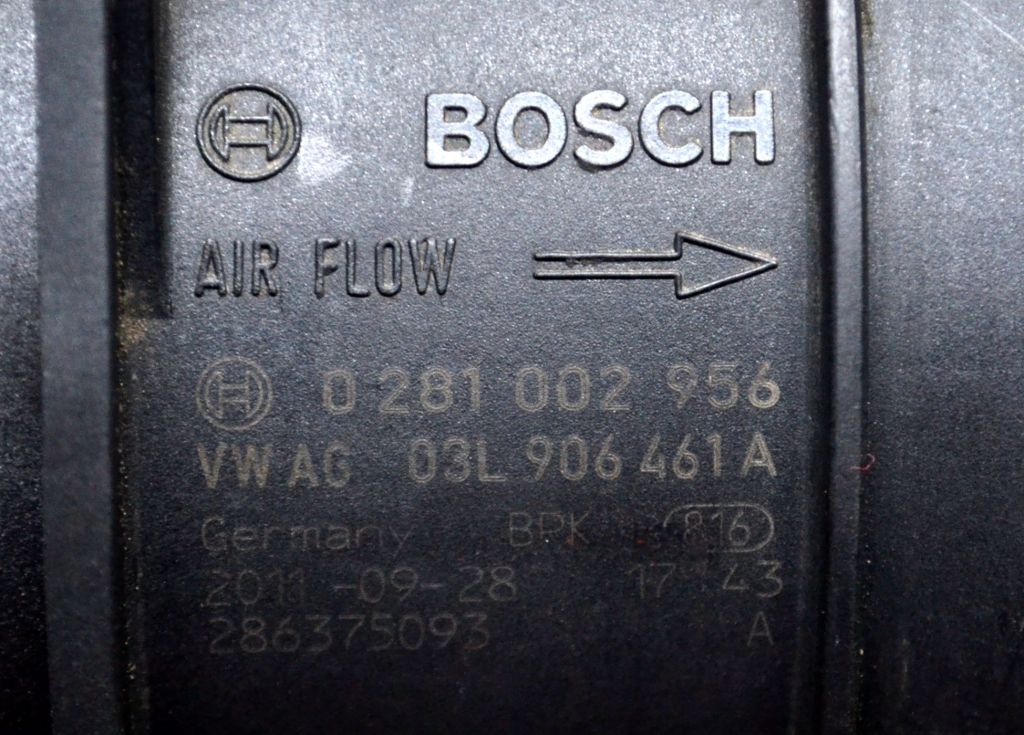 BOSCH
AIR FLOW
0 281 002 956
VW AG 03L 906 461 A
Germany BPK 816
2011-09-28 17 43
286375093 A